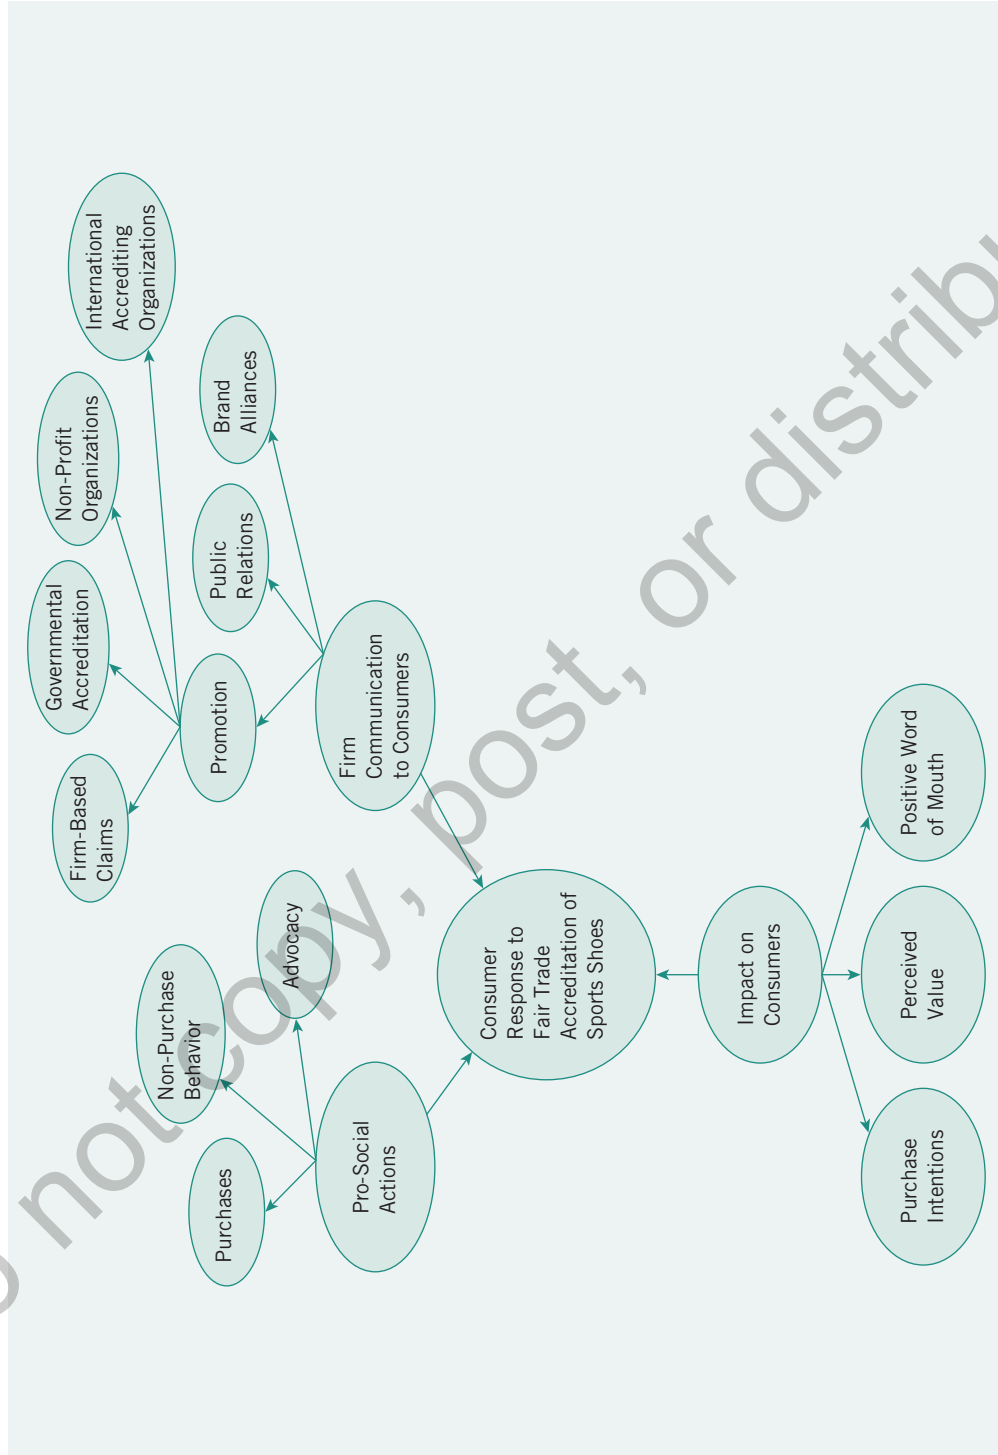 International
Accrediting
Organizations
Non-Profit
Organizations
Governmental
Accreditation
Firm-Based
Claims
Brand
Alliances
Public
Relations
Promotion
Firm
Communication
to Consumers
Purchases
Non-Purchase
Behavior
Advocacy
Pro-Social
Actions
Consumer
Response to
Fair Trade
Accreditation of
Sports Shoes
Impact on
Consumers
Purchase
Intentions
Perceived
Value
Positive Word
of Mouth
not copy, post, or